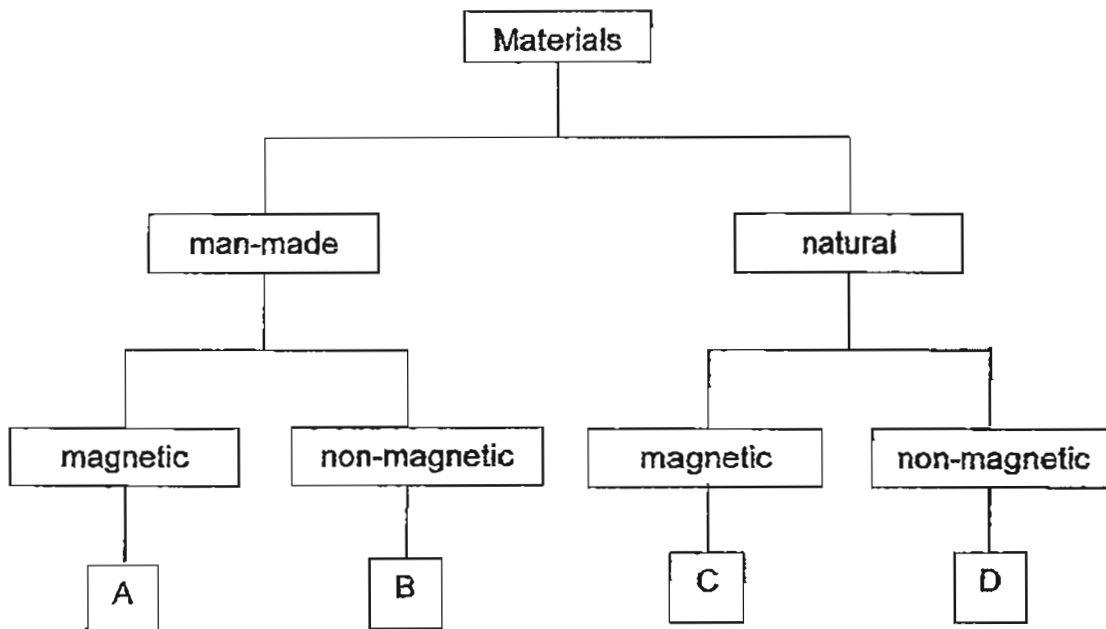 Materials
man-made
natural
magnetic
non-magnetic
magnetic
non-magnetic
A
B
C
D